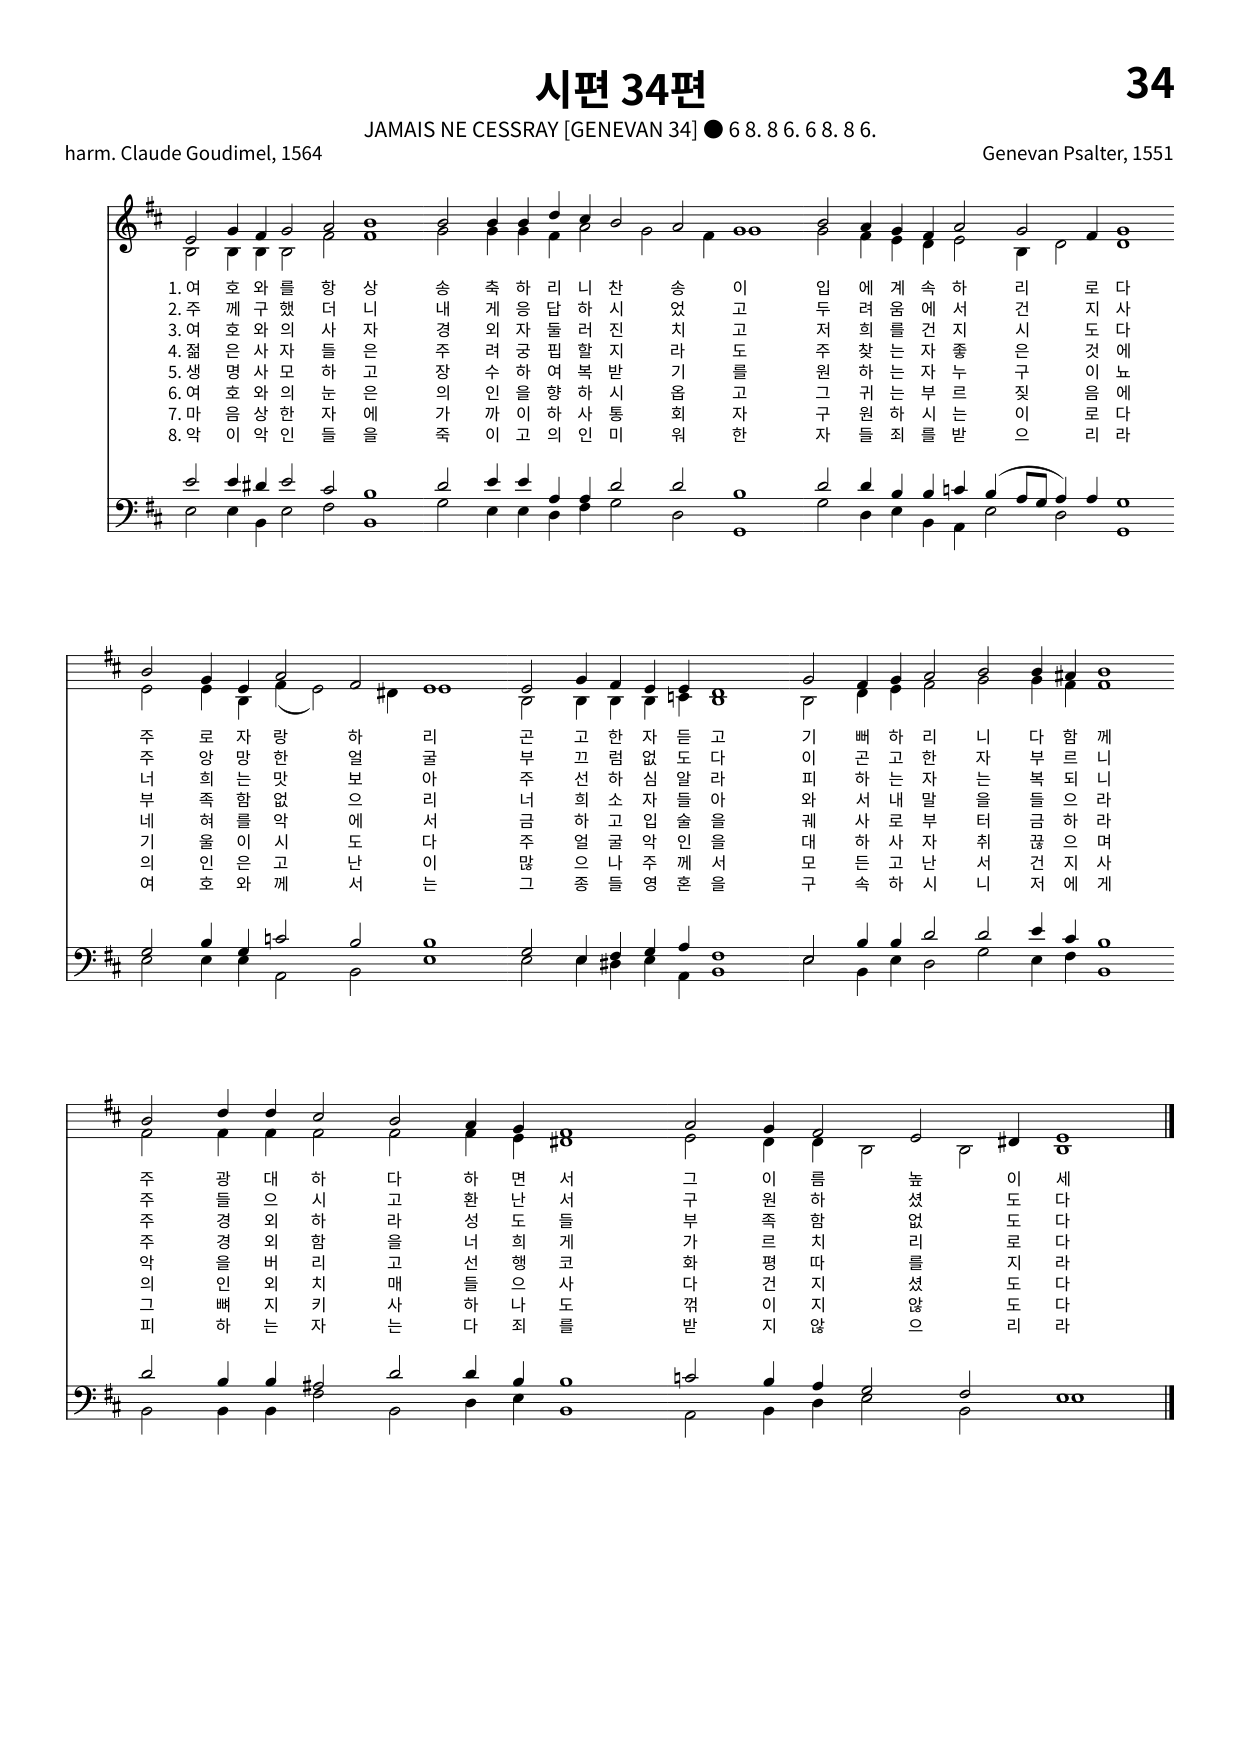 시편 34편
34
JAMAIS NE CESSRAY [GENEVAN 34] ● 6 8. 8 6. 6 8. 8 6.
harm. Claude Goudimel, 1564
Genevan Psalter, 1551
1. 여 호 와 를 항 상 송 축 하 리 니 찬 송 이 입 에 계 속 하 리 로 다
2. 주 께 구 했 더 니 내 게 응 답 하 시 었 고 두 려 움 에 서 건 지 사
3. 여 호 와 의 사 자 경 외 자 둘 러 진 치 고 저 희 를 건 지 시 도 다
4. 젊 은 사 자 들 은 주 려 궁 핍 할 지 라 도 주 찾 는 자 좋 은 것 에
5. 생 명 사 모 하 고 장 수 하 여 복 받 기 를 원 하 는 자 누 구 이 뇨
6. 여 호 와 의 눈 은 의 인 을 향 하 시 옵 고 그 귀 는 부 르 짖 음 에
7. 마 음 상 한 자 에 가 까 이 하 사 통 회 자 구 원 하 시 는 이 로 다
8. 악 이 악 인 들 을 죽 이 고 의 인 미 워 한 자 들 죄 를 받 으 리 라
주 로 자 랑 하 리 곤 고 한 자 듣 고 기 뻐 하 리 니 다 함 께
주 앙 망 한 얼 굴 부 끄 럼 없 도 다 이 곤 고 한 자 부 르 니
너 희 는 맛 보 아 주 선 하 심 알 라 피 하 는 자 는 복 되 니
부 족 함 없 으 리 너 희 소 자 들 아 와 서 내 말 을 들 으 라
네 혀 를 악 에 서 금 하 고 입 술 을 궤 사 로 부 터 금 하 라
기 울 이 시 도 다 주 얼 굴 악 인 을 대 하 사 자 취 끊 으 며
의 인 은 고 난 이 많 으 나 주 께 서 모 든 고 난 서 건 지 사
여 호 와 께 서 는 그 종 들 영 혼 을 구 속 하 시 니 저 에 게
주 광 대 하 다 하 면 서 그 이 름 높 이 세
주 들 으 시 고 환 난 서 구 원 하 셨 도 다
주 경 외 하 라 성 도 들 부 족 함 없 도 다
주 경 외 함 을 너 희 게 가 르 치 리 로 다
악 을 버 리 고 선 행 코 화 평 따 를 지 라
의 인 외 치 매 들 으 사 다 건 지 셨 도 다
그 뼈 지 키 사 하 나 도 꺾 이 지 않 도 다
피 하 는 자 는 다 죄 를 받 지 않 으 리 라